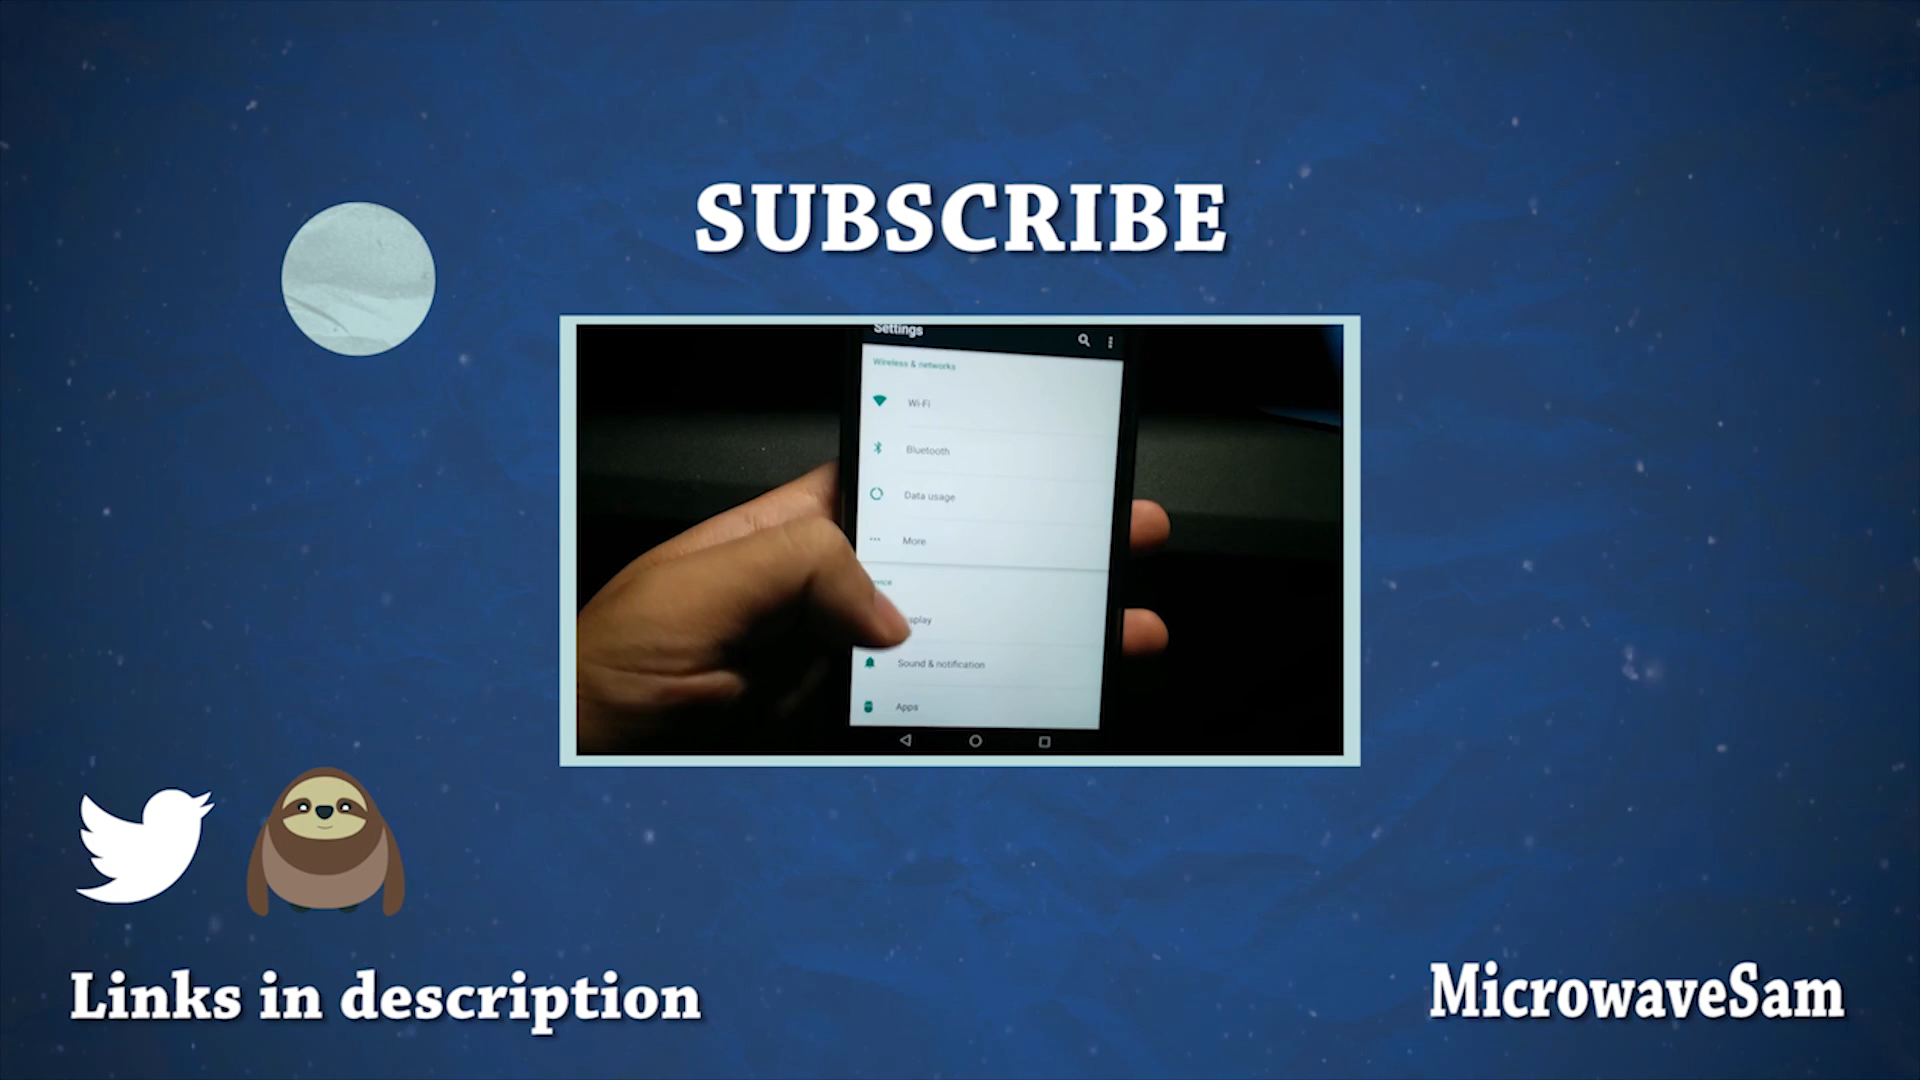 SUBSCRIBE
Settings
Wireless & networks
Wi-Fi
Bluetooth
Data usage
More
Sound & notification
Apps
Links in description
MicrowaveSam